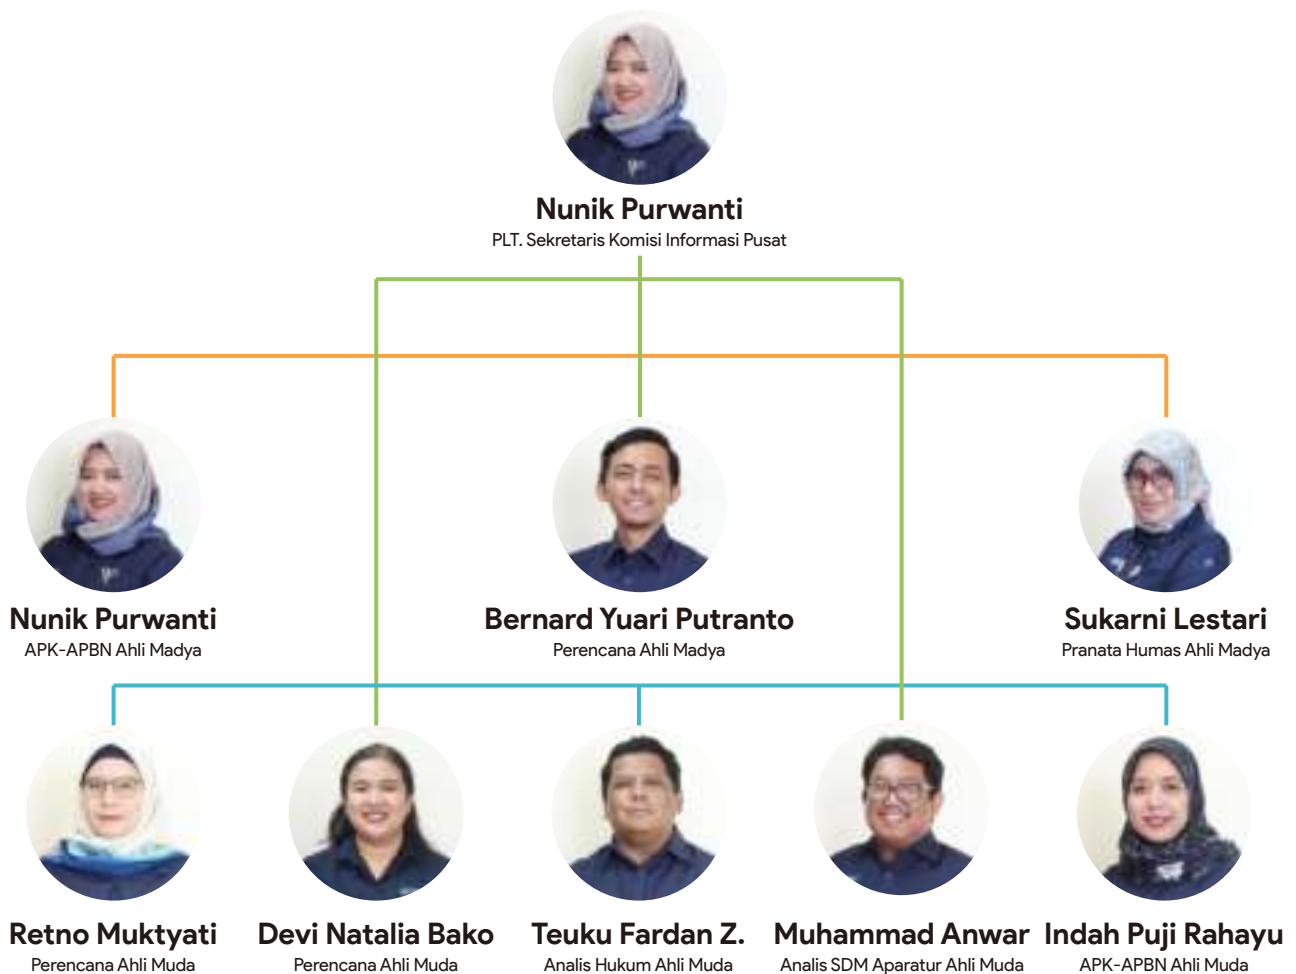 Nunik Purwanti
PLT. Sekretaris Komisi Informasi Pusat
Nunik Purwanti
APK-APBN Ahli Madya
Bernard Yuari Putranto
Perencana Ahli Madya
Sukarni Lestari
Pranata Humas Ahli Madya
Retno Muktyati
Perencana Ahli Muda
Devi Natalia Bako
Perencana Ahli Muda
Teuku Fardan Z.
Analis Hukum Ahli Muda
Muhammad Anwar
Analis SDM Aparatur Ahli Muda
Indah Puji Rahayu
APK-APBN Ahli Muda